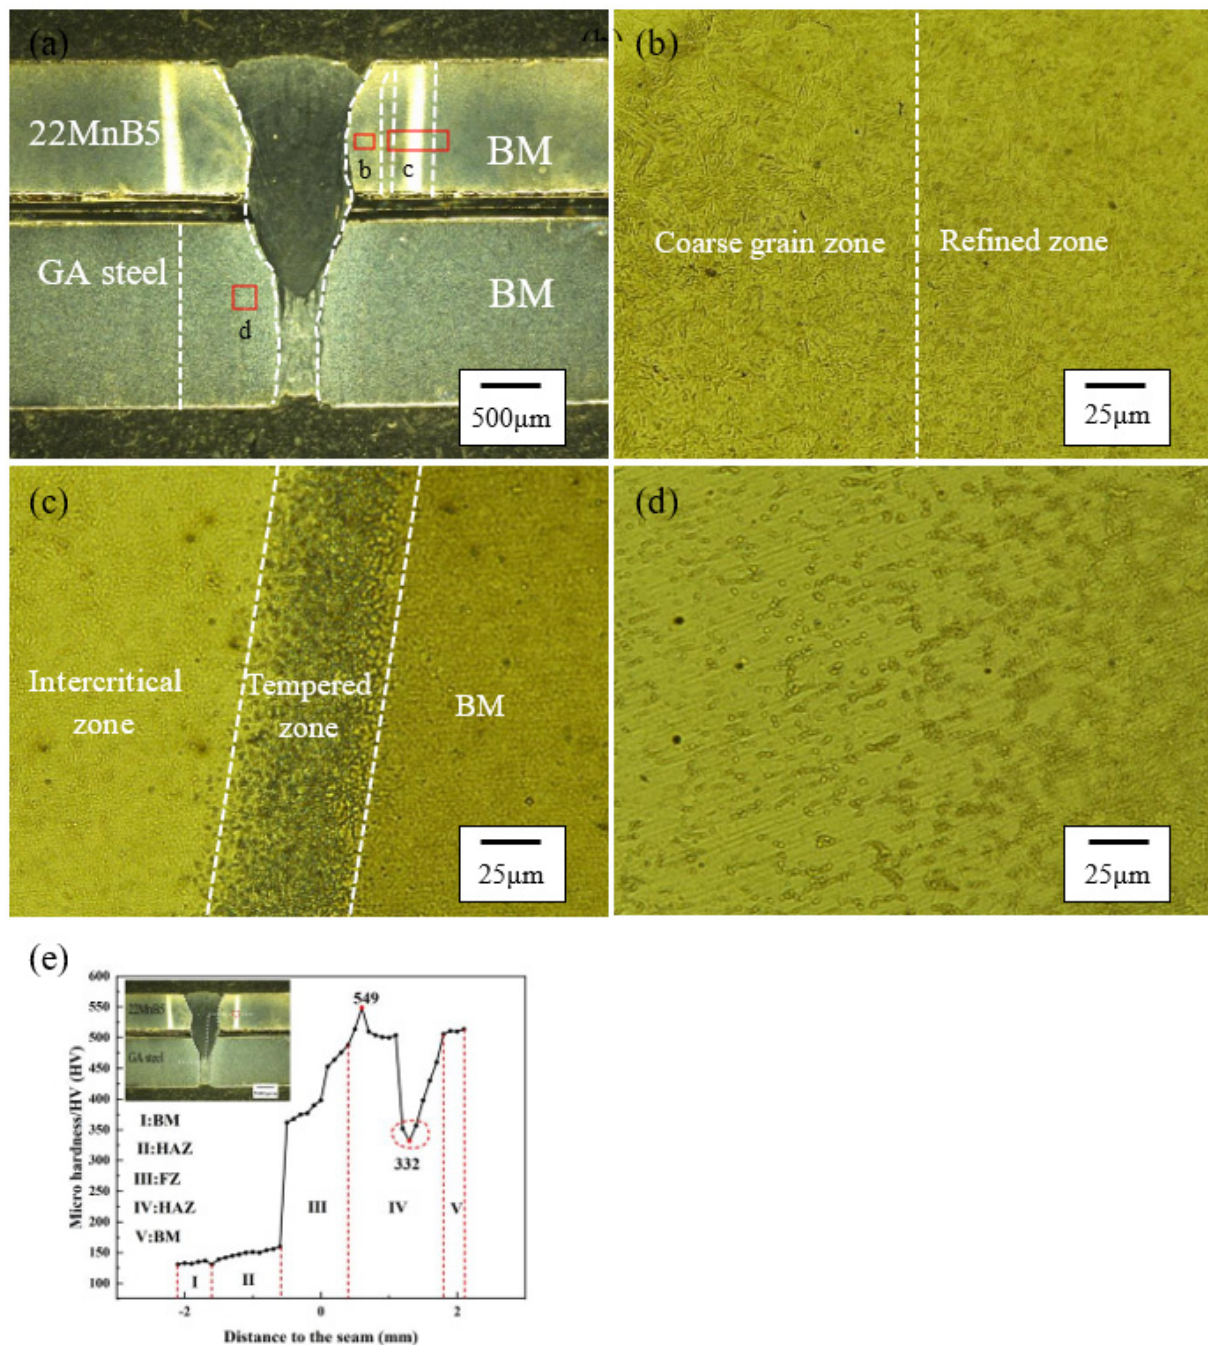 (a)
22MnB5
BM
b
c
GA steel
BM
d
500μm
(b)
Coarse grain zone
Refined zone
25μm
(c)
Intercritical
zone
Tempered
zone
BM
25μm
(d)
25μm
(e)
Micro hardness/HV (HV)
600
550
500
450
400
350
300
250
200
150
100
22MnB5
GA steel
I:BM
II:HAZ
III:FZ
IV:HAZ
V:BM
549
332
I
II
III
IV
V
-2
0
2
Distance to the seam (mm)